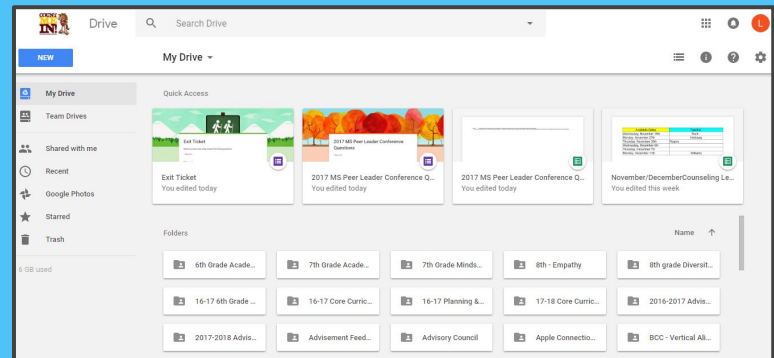 COUNT
ME
IN!
Drive
Search Drive
L
NEW
My Drive
My Drive
Team Drives
Shared with me
Recent
Google Photos
Starred
Trash
6 GB used
Quick Access
Exit Ticket
Exit Ticket
You edited today
2017 MS Peer Leader Conference
Questions
2017 MS Peer Leader Conference Q...
You edited today
2017 MS Peer Leader Conference Q...
You edited today
November/DecemberCounseling Le...
You edited this week
Folders
Name
6th Grade Acade...
7th Grade Acade...
7th Grade Minds...
8th - Empathy
8th grade Diversit...
16-17 6th Grade ...
16-17 Core Curric...
16-17 Planning &...
17-18 Core Curric...
2016-2017 Advis...
2017-2018 Advis...
Advisement Feed...
Advisory Council
Apple Connectio...
BCC - Vertical Ali...